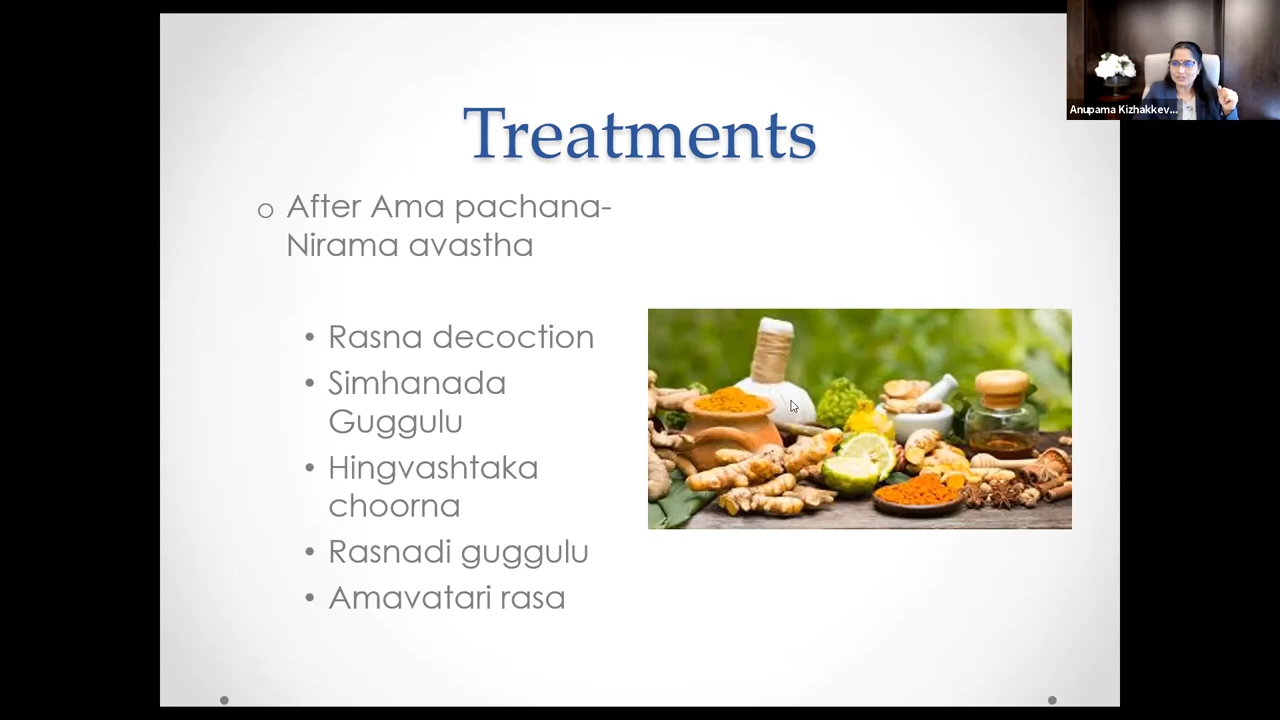 Anupama Kizhakkev...
Treatments
o After Ama pachana-
Nirama avastha
• Rasna decoction
• Simhanada
Guggulu
• Hingvashtaka
choorna
• Rasnadi guggulu
• Amavatari rasa